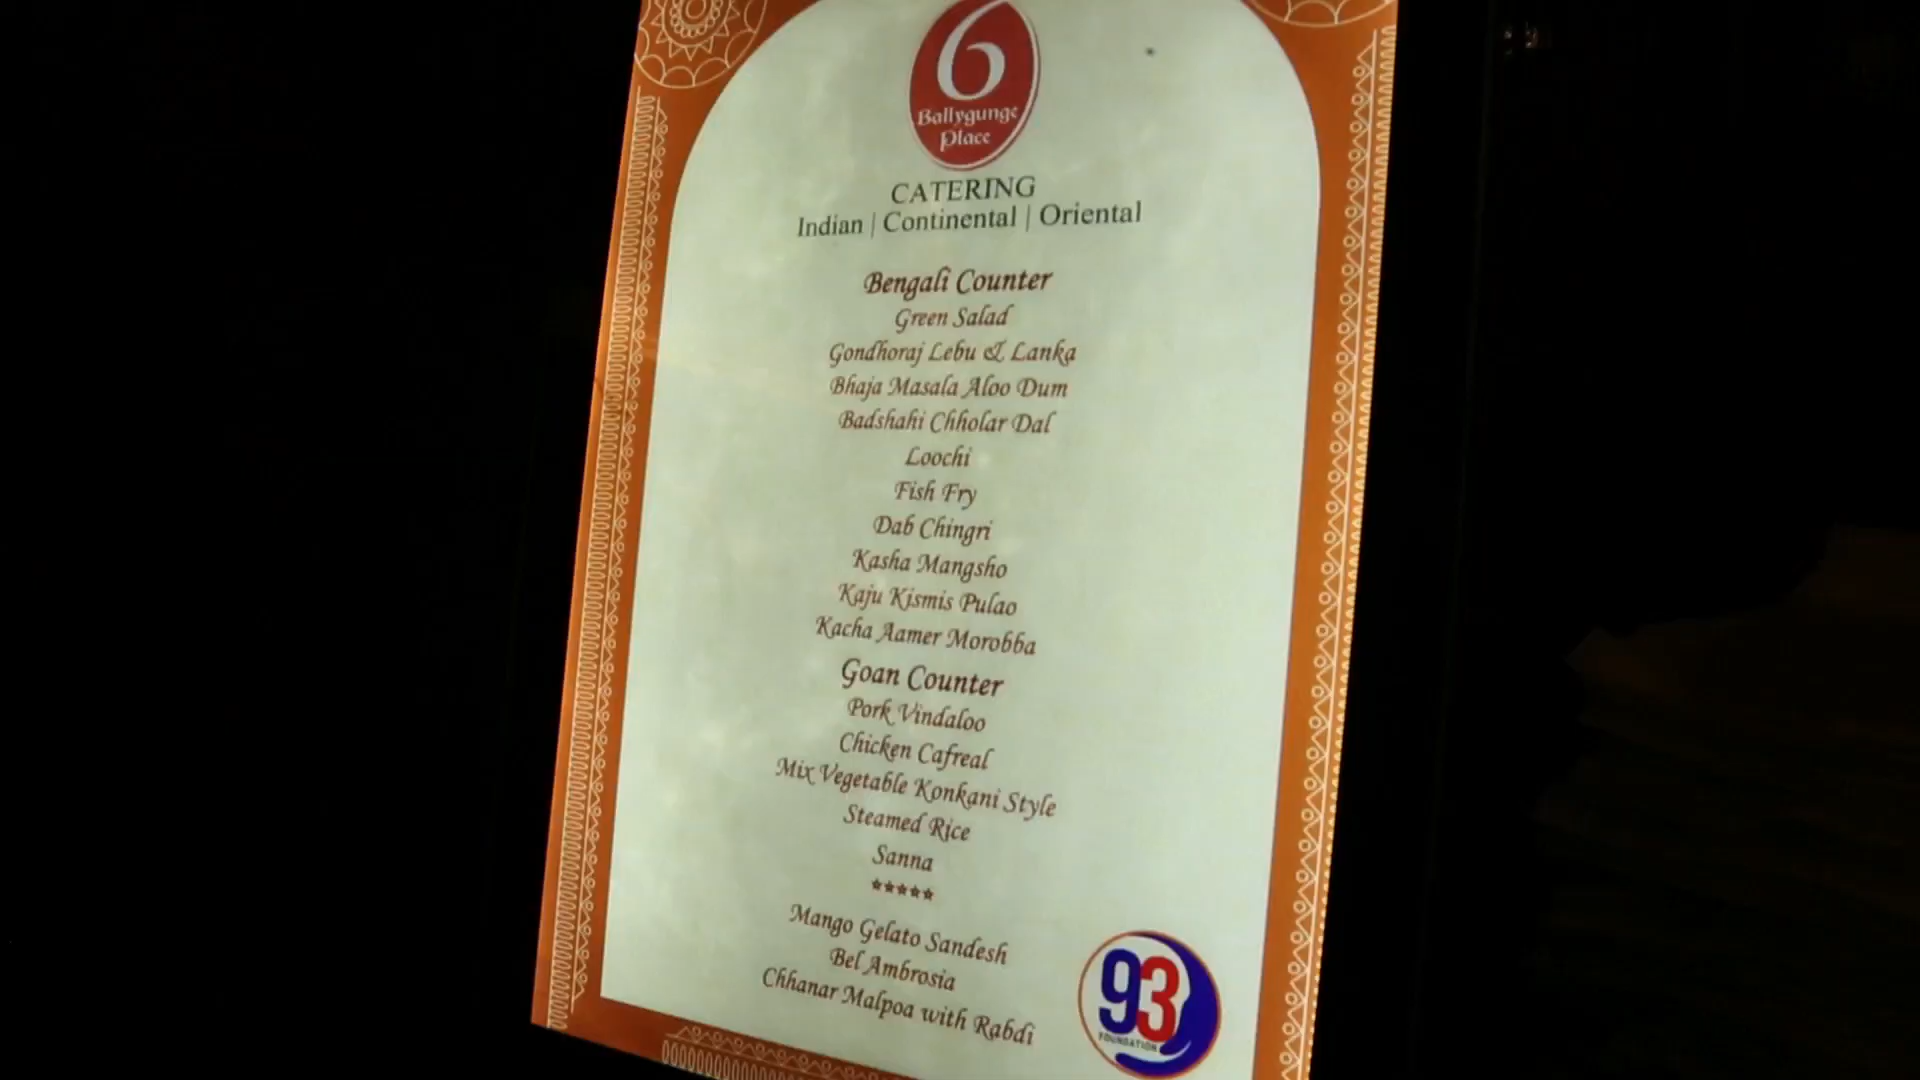 6
Ballygunge
Place
CATERING
Indian | Continental | Oriental
Bengali Counter
Green Salad
Gondhoraj Lebu & Lanka
Bhaja Masala Aloo Dum
Badshahi Chholar Dal
Loochi
Fish Fry
Dab Chingri
Kasha Mangsho
Kaju Kismis Pulao
Kacha Aamer Morobba
Goan Counter
Pork Vindaloo
Chicken Cafreal
Mix Vegetable Konkani Style
Steamed Rice
Sanna
*****
Mango Gelato Sandesh
Bel Ambrosia
Chhanar Malpoa with Rabdi
93
FOUNDATION